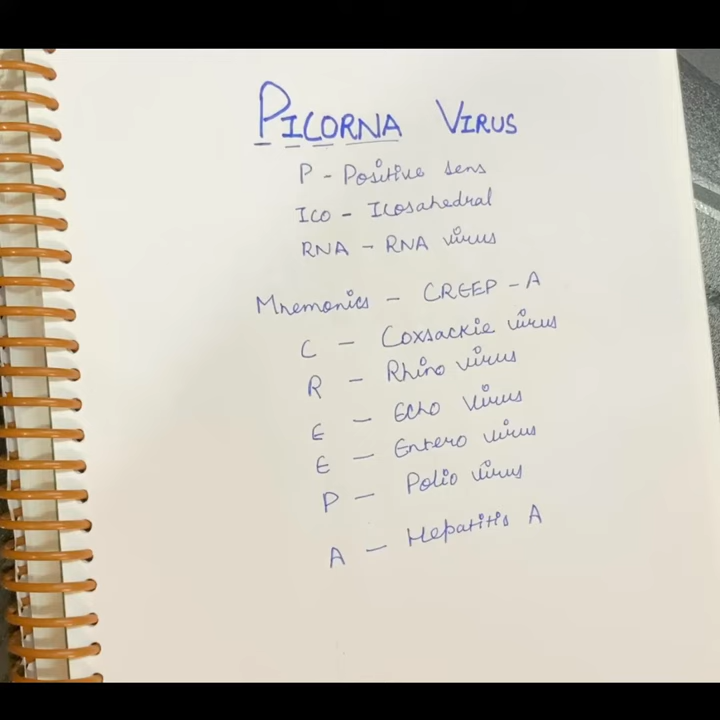 PICORNA VIRUS
P - Positive sens
Ico - Icosahedral
RNA - RNA virus
Mnemonics - CREEP - A
C - Coxsackie virus
R - Rhino virus
E - Echo virus
E - Entero virus
P - Polio virus
A - Hepatitis A